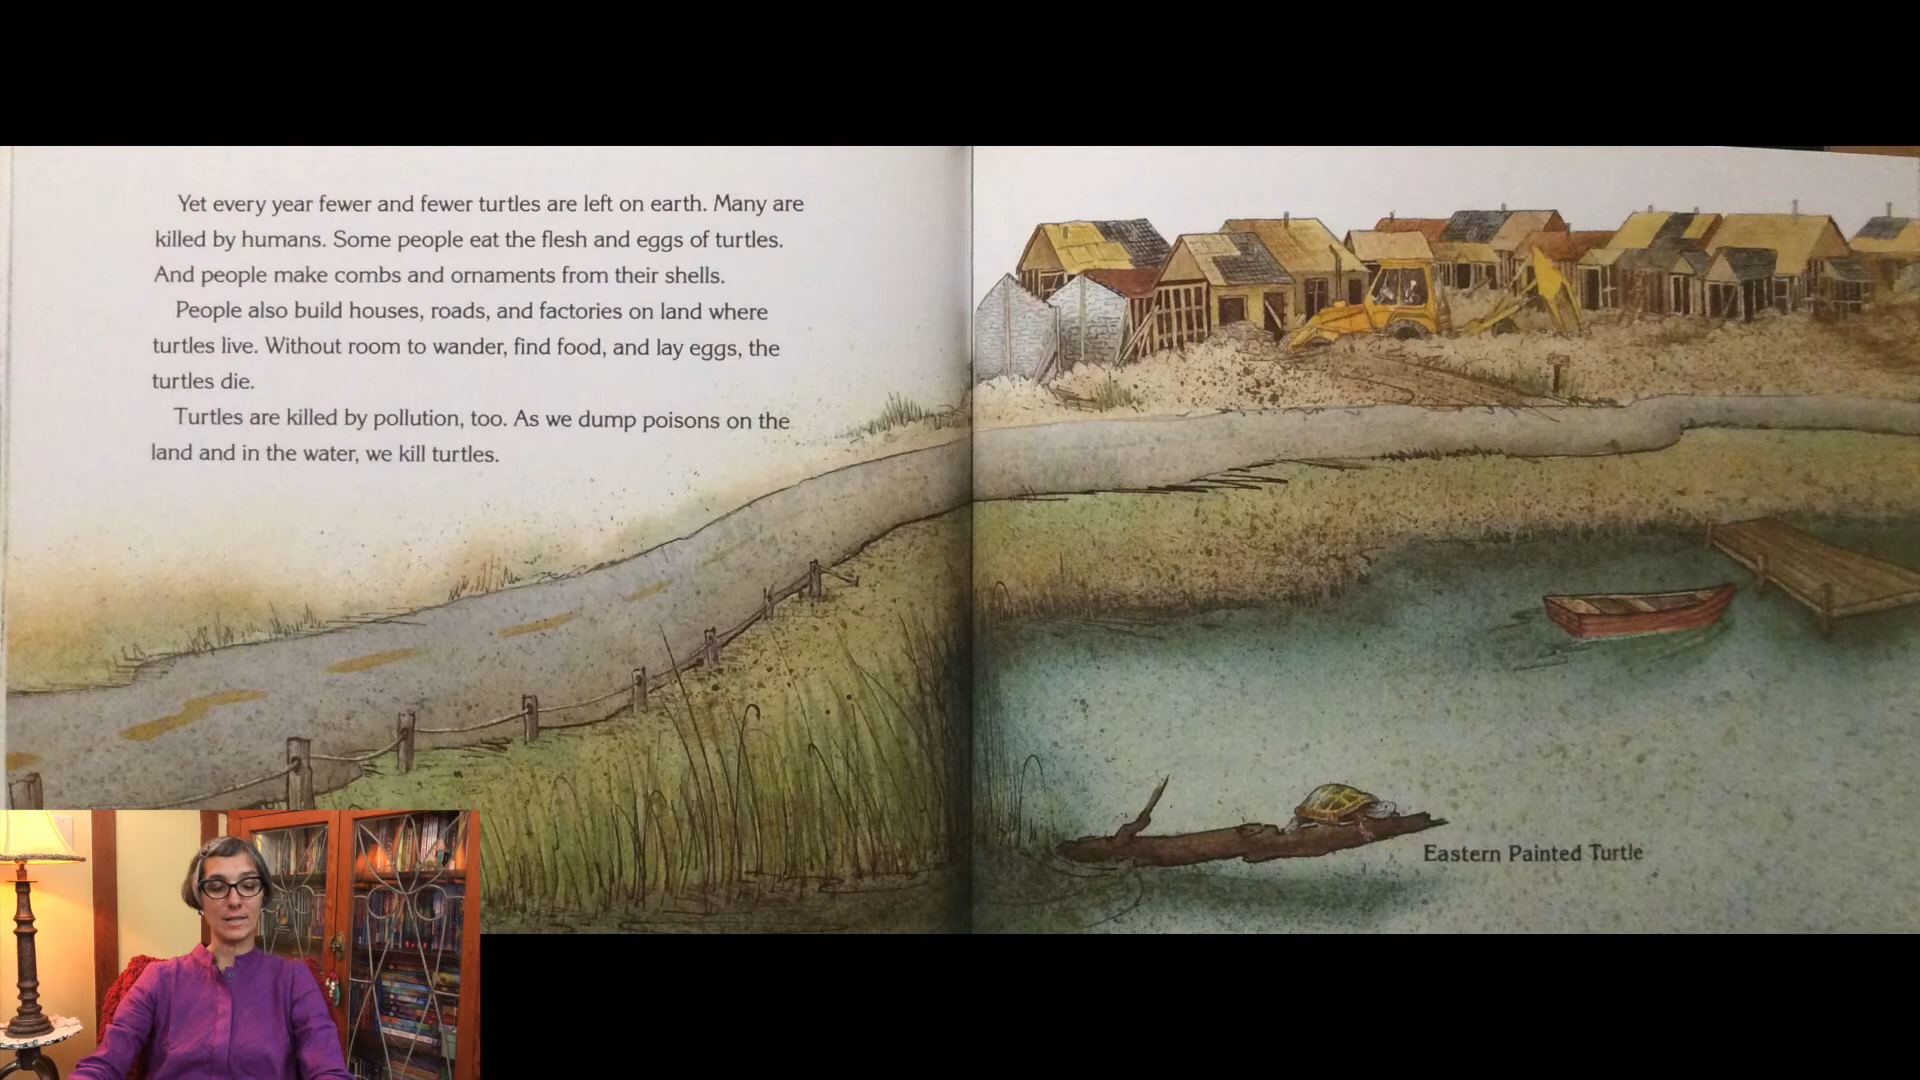 Yet every year fewer and fewer turtles are left on earth. Many are
killed by humans. Some people eat the flesh and eggs of turtles.
And people make combs and ornaments from their shells.
People also build houses, roads, and factories on land where
turtles live. Without room to wander, find food, and lay eggs, the
turtles die.
Turtles are killed by pollution, too. As we dump poisons on the
land and in the water, we kill turtles.
Eastern Painted Turtle